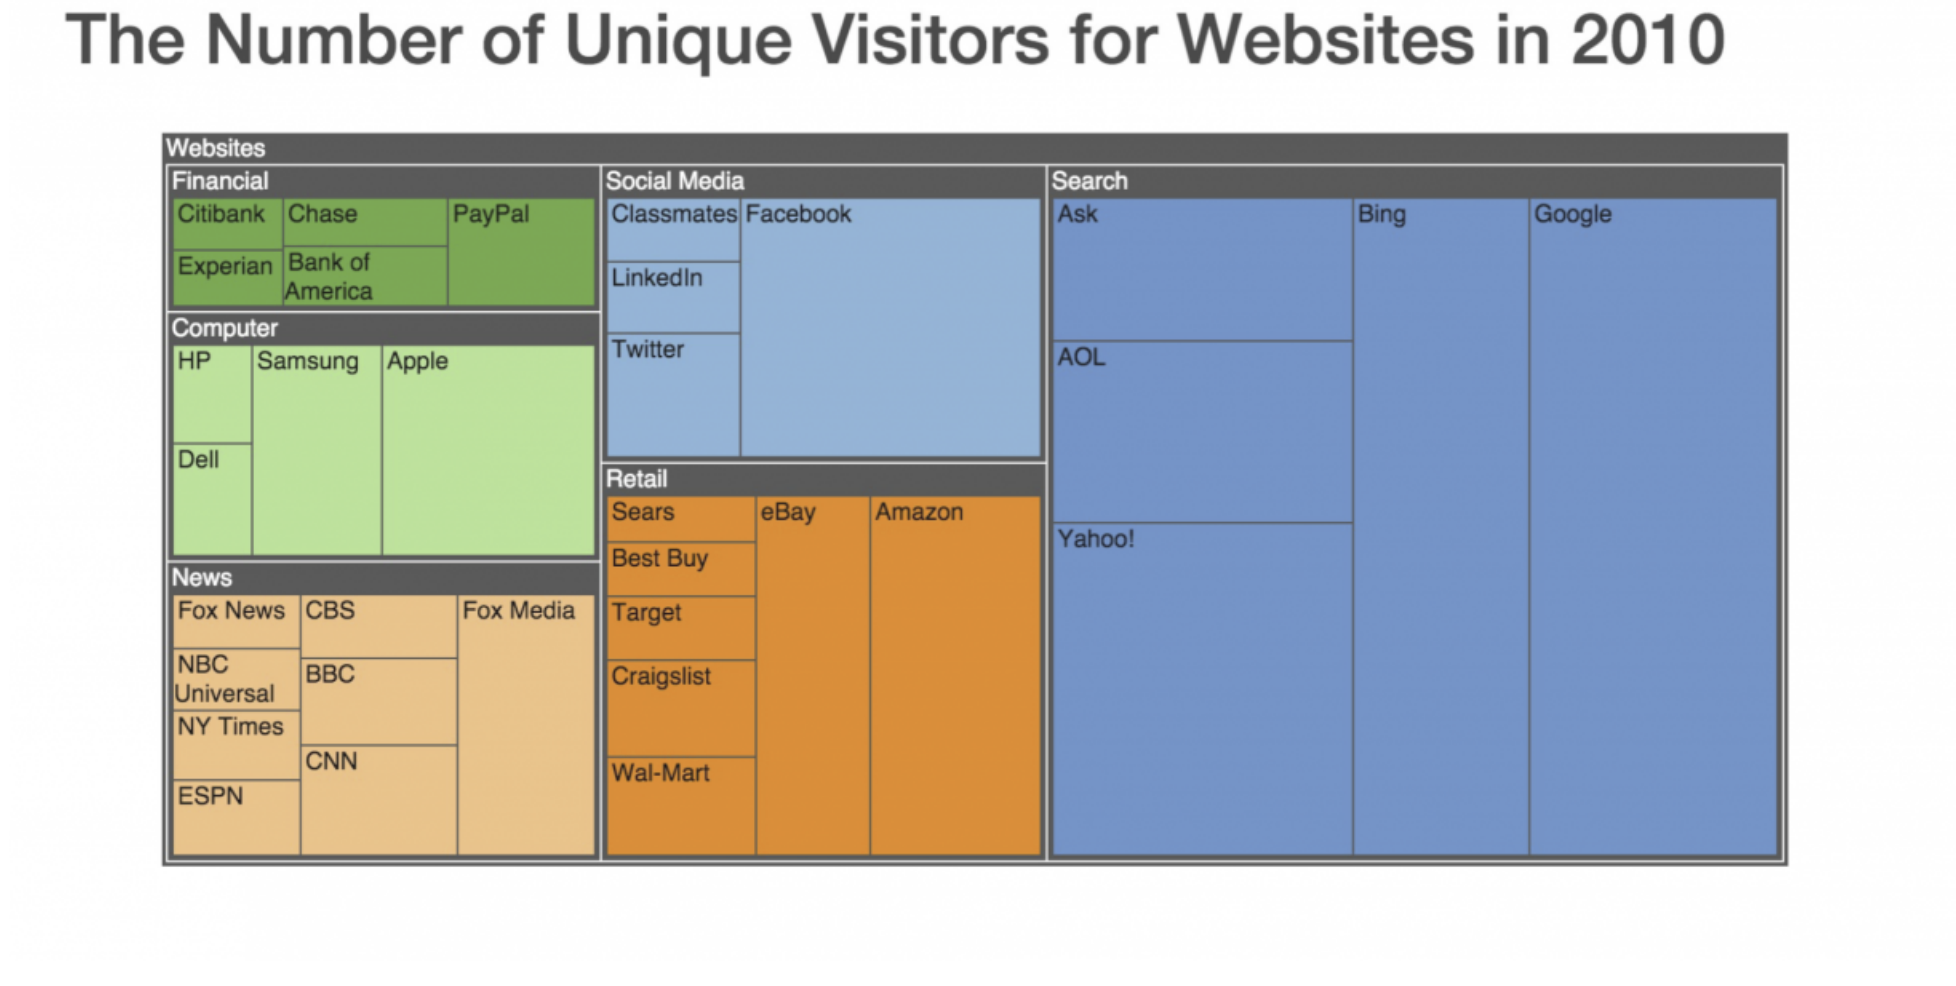 The Number of Unique Visitors for Websites in 2010
Websites
Financial
Citibank
Chase
PayPal
Experian
Bank of
America
Computer
HP
Samsung
Apple
Dell
News
Fox News
CBS
Fox Media
NBC
Universal
BBC
NY Times
CNN
ESPN
Social Media
Classmates
Facebook
LinkedIn
Twitter
Retail
Sears
eBay
Amazon
Best Buy
Target
Craigslist
Wal-Mart
Search
Ask
Bing
Google
AOL
Yahoo!